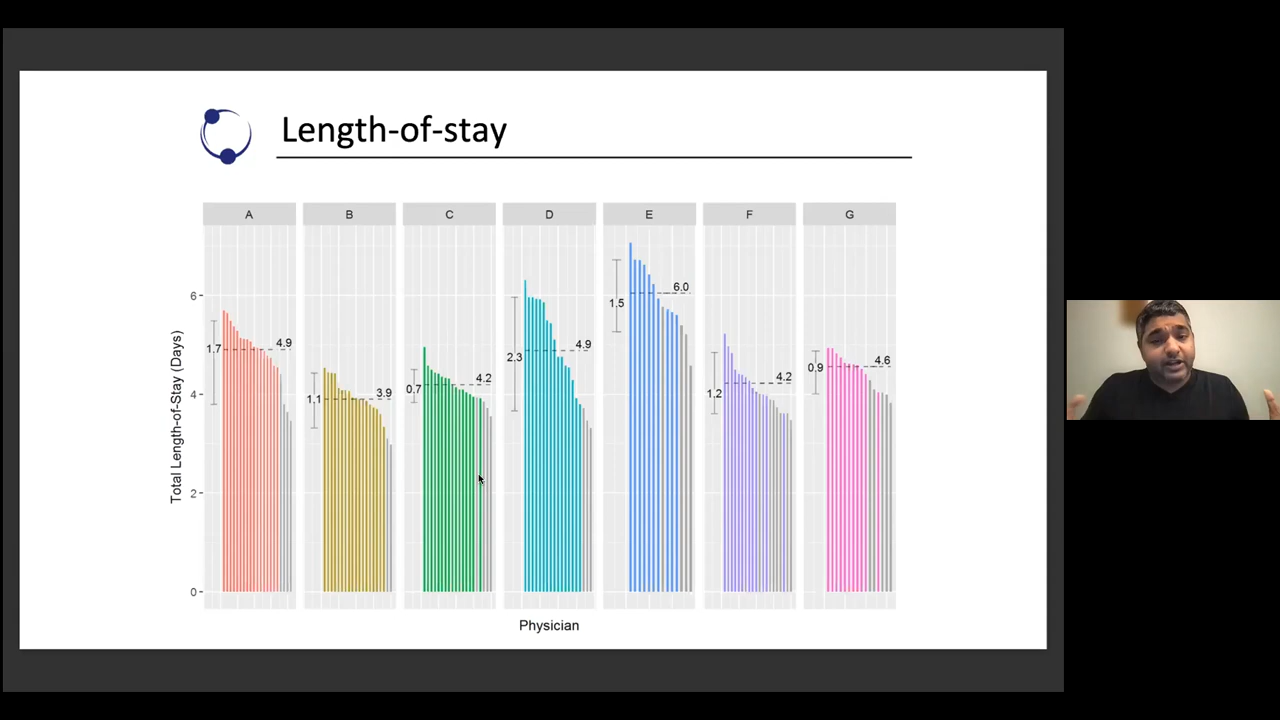 Length-of-stay
A B C D E F G
Total Length-of-Stay (Days)
6
4
2
0
1.7 4.9
1.1 3.9
0.7 4.2
2.3 4.9
1.5 6.0
1.2 4.2
0.9 4.6
Physician